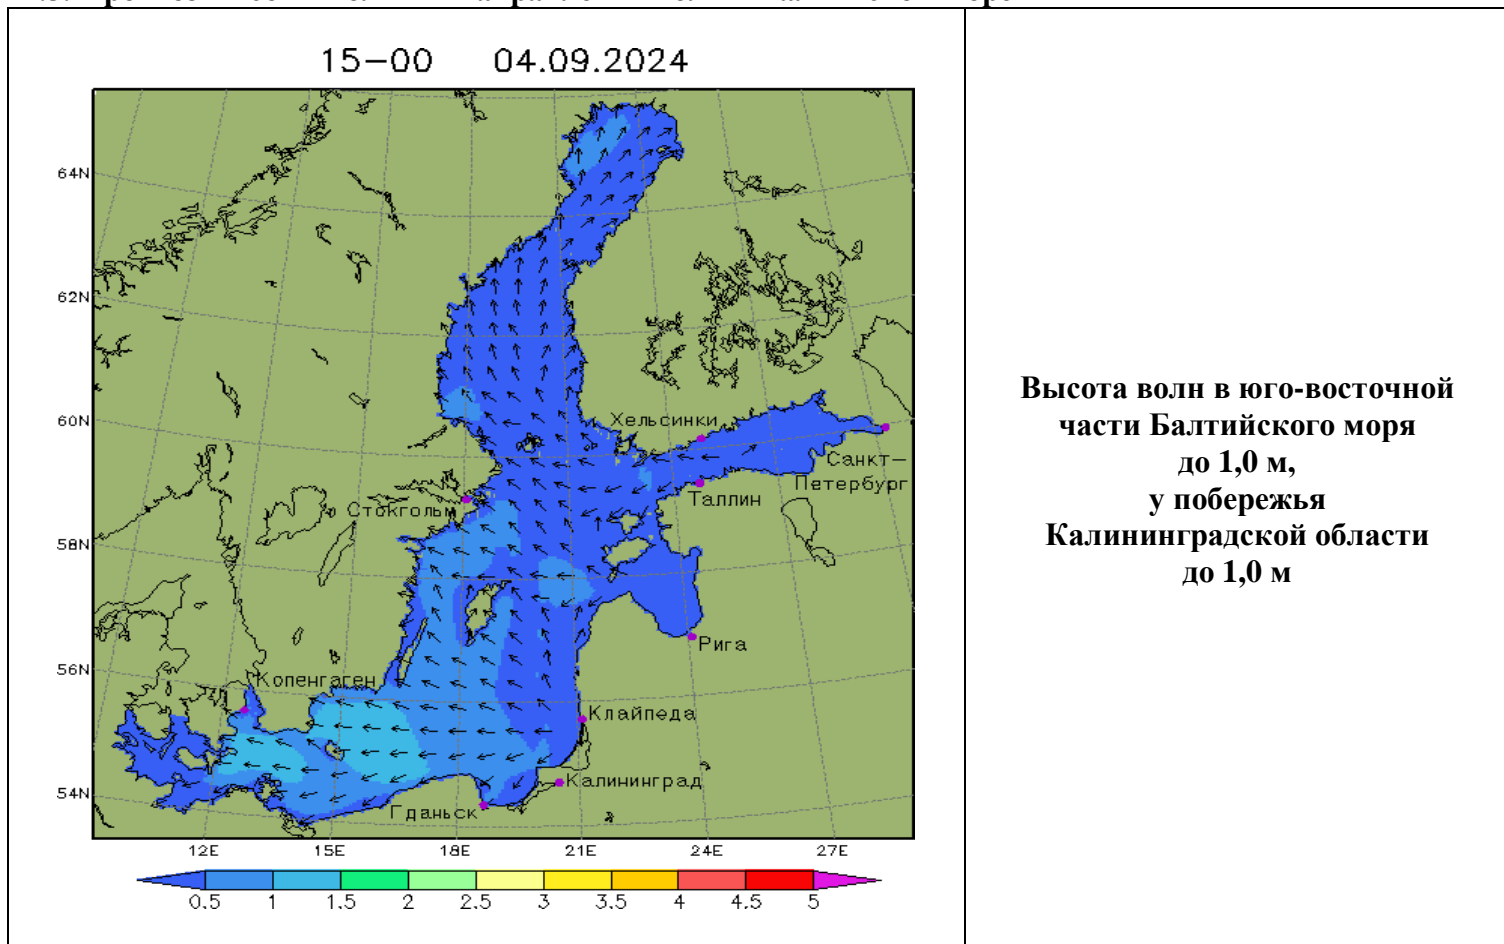 15-00 04.09.2024
64N
62N
60N
58N
56N
54N
Хельсинки
Санкт-
Петербург
Таллин
Стокгольм
Рига
Копенгаген
Клайпеда
Калининград
Гданьск
12E 15E 18E 21E 24E 27E
0.5 1 1.5 2 2.5 3 3.5 4 4.5 5
Высота волн в юго-восточной
части Балтийского моря
до 1,0 м,
у побережья
Калининградской области
до 1,0 м